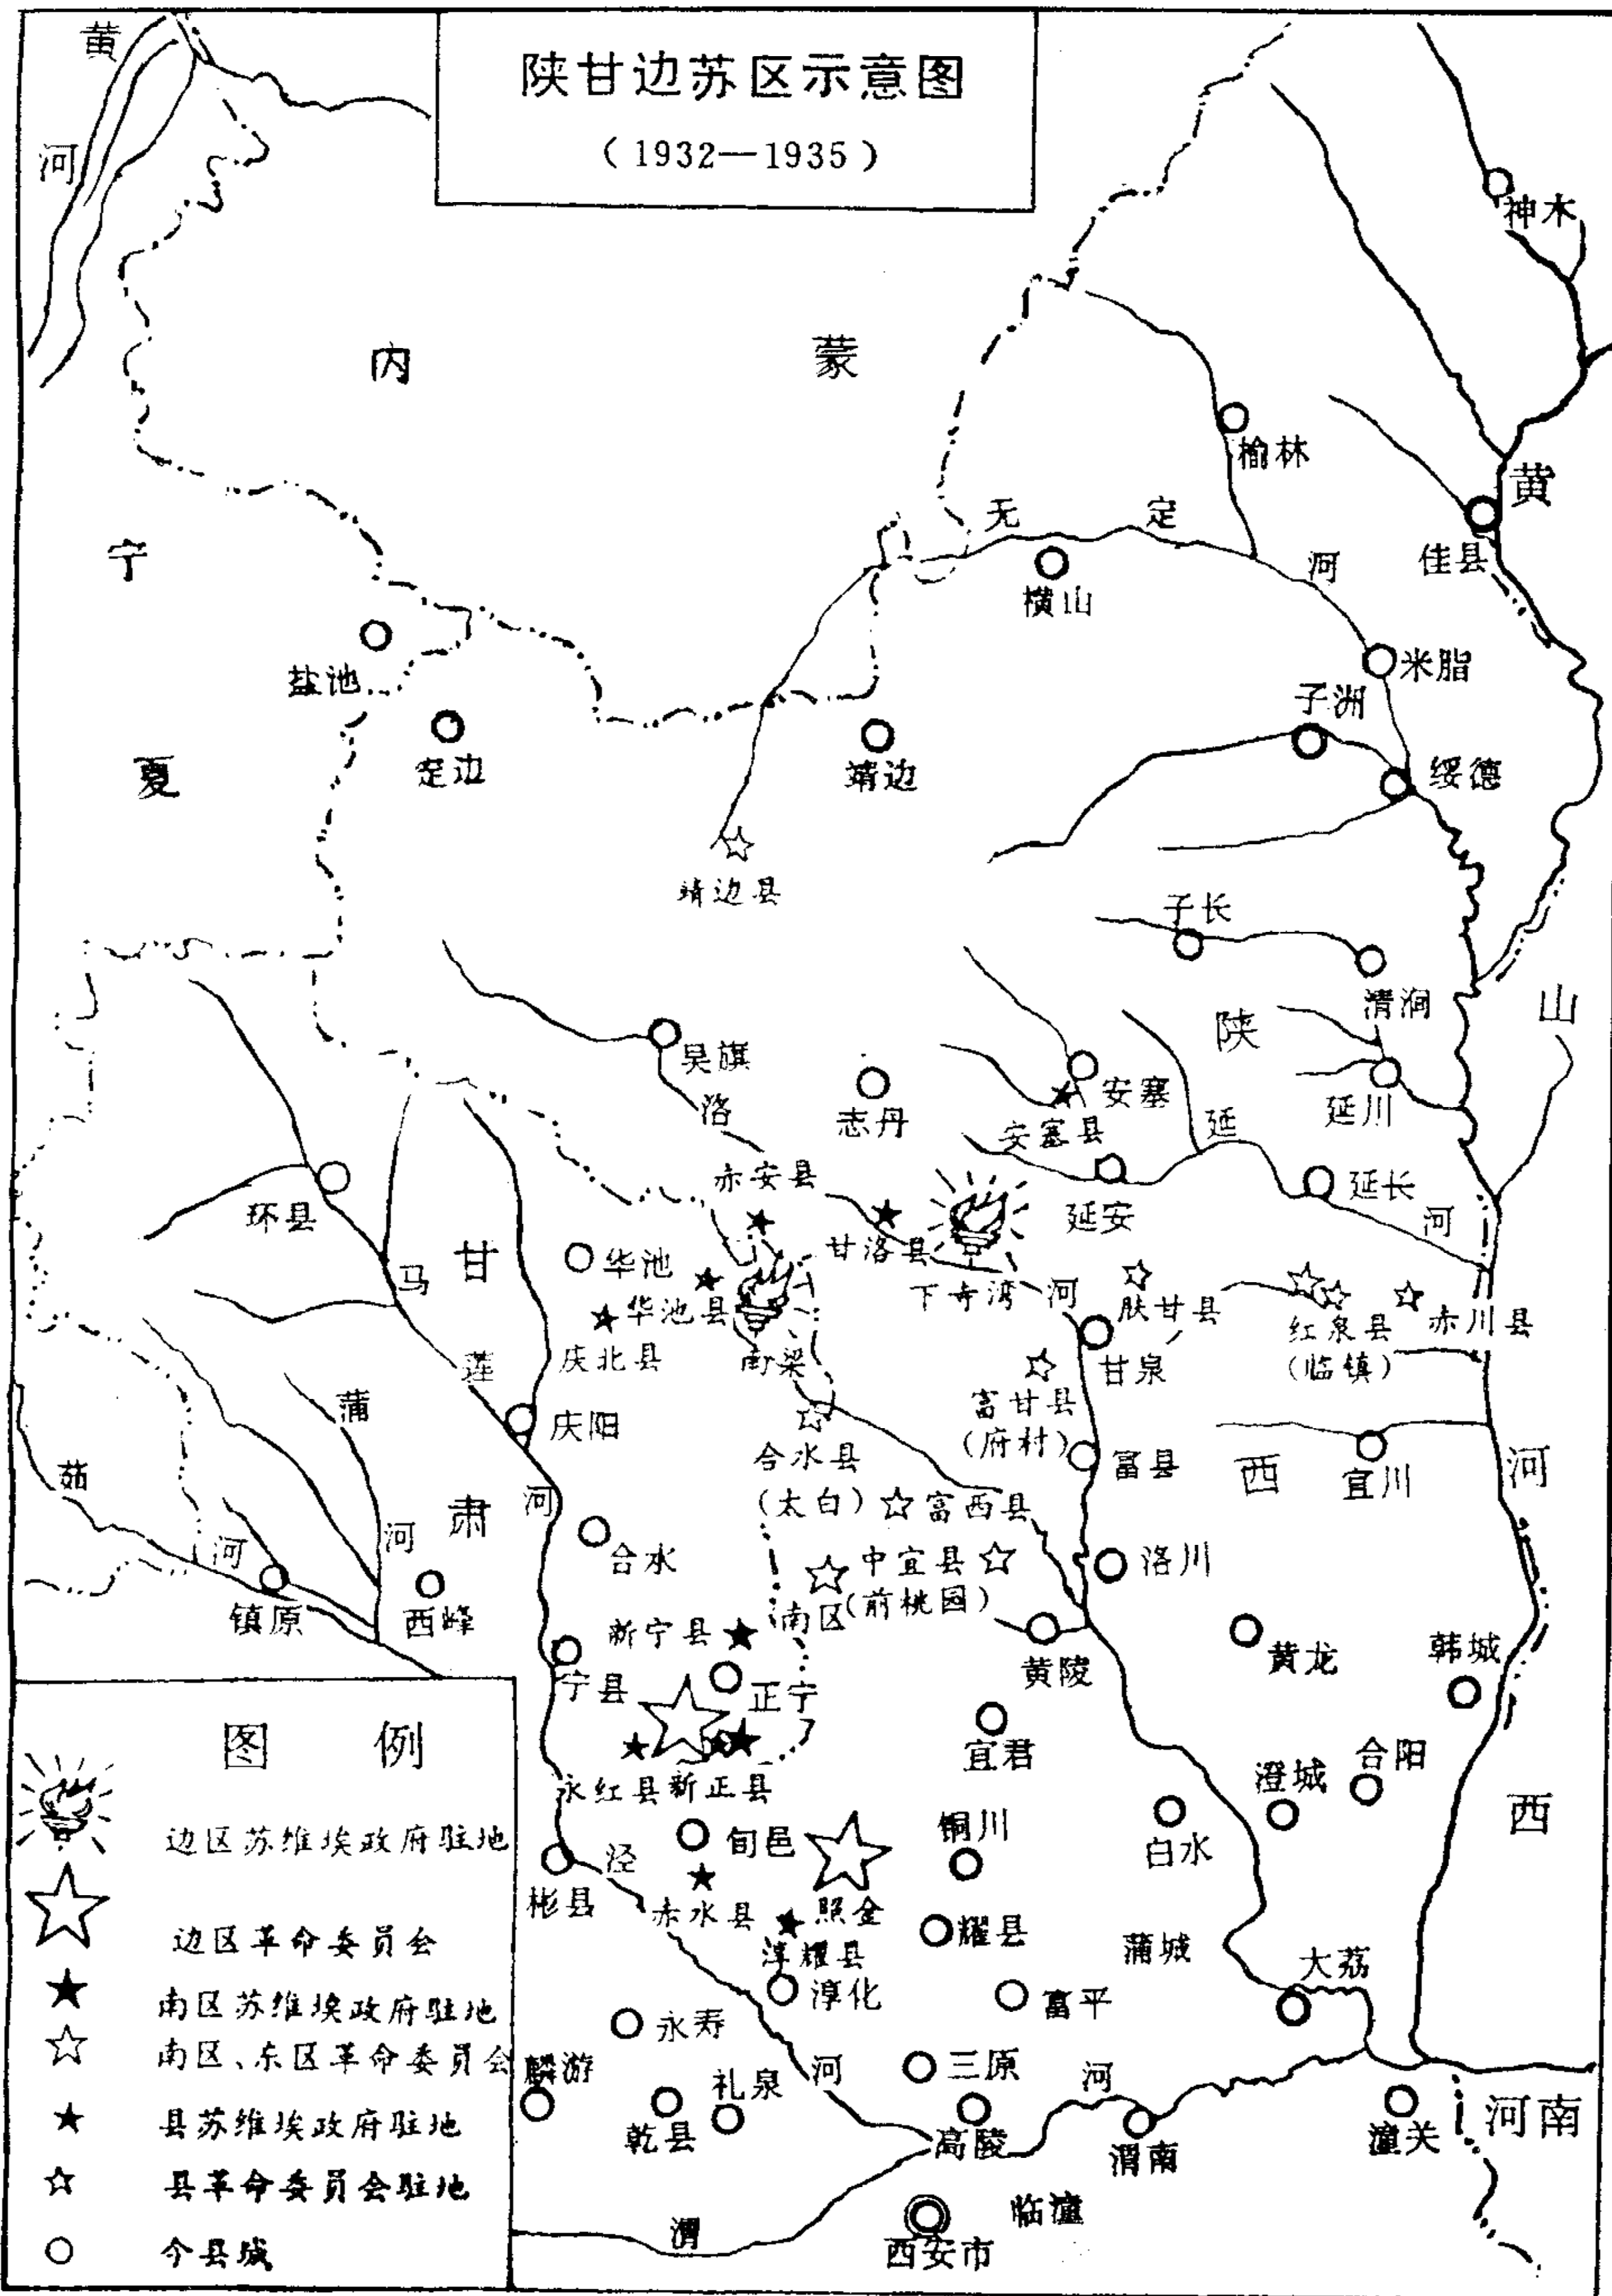 陕甘边苏区示意图
（1932—1935）
黄
河
神木
内
蒙
榆林
黄
宁
无
定
河
佳县
横山
盐池
米脂
子洲
夏
定边
靖边
绥德
靖边县
子长
清涧
山
陕
吴旗
洛
志丹
安塞
安塞县
延
延川
环县
赤安县
甘洛县
延安
延长
河
马
甘
华池
华池县
下寺湾
河
肤甘县
红泉县
（临镇）
赤川县
庆北县
南梁
甘泉
莲
蒲
庆阳
富甘县
（府村）
合水县
（太白）
富西县
富县
西
宜川
河
茹
肃
河
河
河
合水
中宜县
（前桃园）
洛川
镇原
西峰
新宁县
南区
宁县
正宁
黄陵
黄龙
韩城
宜君
永红县
新正县
澄城
合阳
西
旬邑
铜川
白水
彬县
泾
赤水县
照金
淳耀县
耀县
蒲城
大荔
淳化
富平
永寿
麟游
礼泉
河
三原
河
乾县
高陵
渭南
潼关
河南
渭
临潼
西安市
图例
边区苏维埃政府驻地
边区革命委员会
南区苏维埃政府驻地
南区、东区革命委员会
县苏维埃政府驻地
县革命委员会驻地
今县城